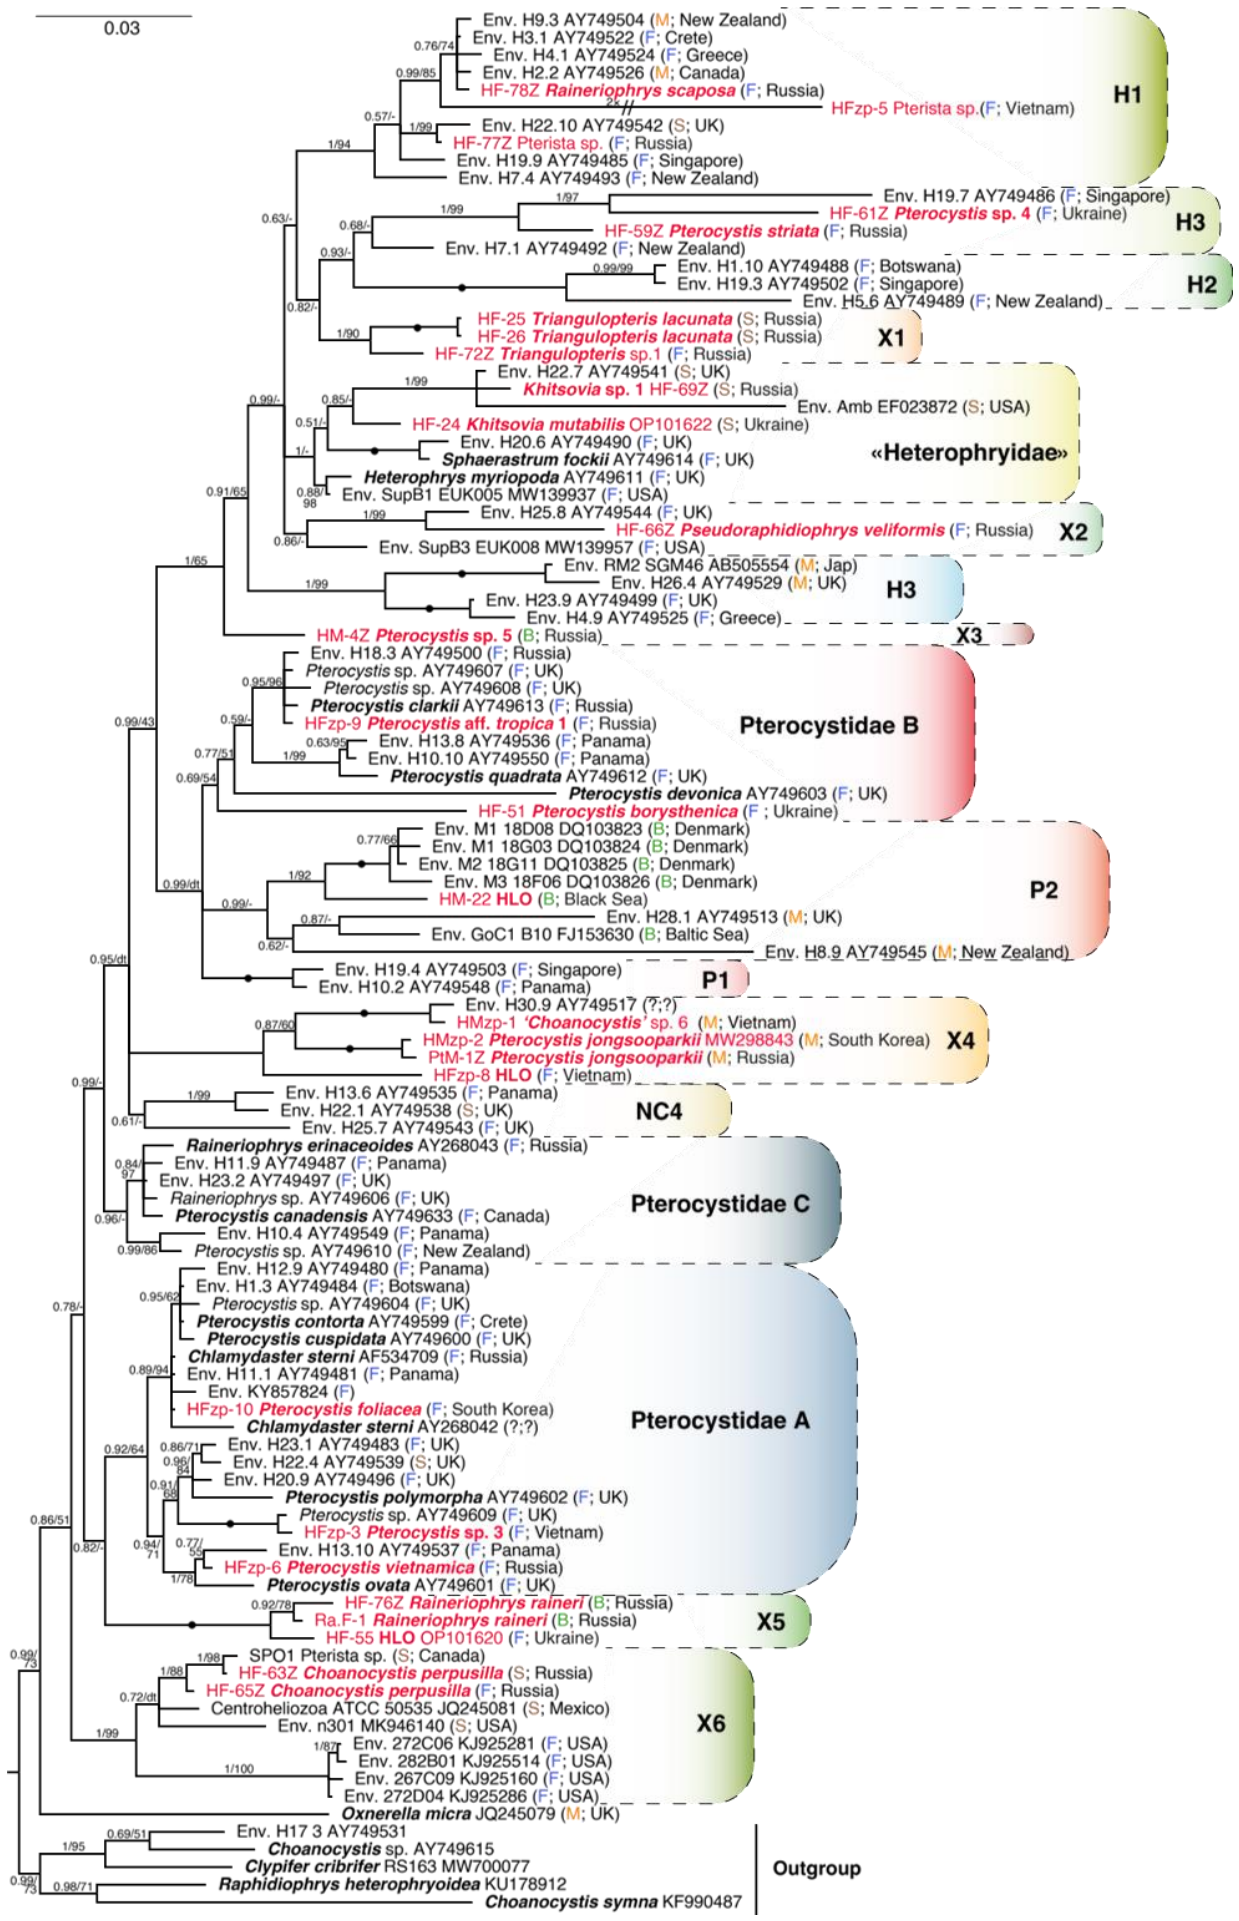 0.03
Env. H9.3 AY749504 (M; New Zealand)
Env. H3.1 AY749522 (F; Crete)
0.76/74
Env. H4.1 AY749524 (F; Greece)
0.99/85
Env. H2.2 AY749526 (M; Canada)
HF-78Z Raineriophrys scaposa (F; Russia)
H1
2x
HFzp-5 Pterista sp.(F; Vietnam)
0.57/-
1/99
Env. H22.10 AY749542 (S; UK)
HF-77Z Pterista sp. (F; Russia)
1/94
Env. H19.9 AY749485 (F; Singapore)
Env. H7.4 AY749493 (F; New Zealand)
1/97
Env. H19.7 AY749486 (F; Singapore)
1/99
HF-61Z Pterocystis sp. 4 (F; Ukraine)
0.63/-
0.68/-
HF-59Z Pterocystis striata (F; Russia)
H3
Env. H7.1 AY749492 (F; New Zealand)
0.93/-
0.99/99
Env. H1.10 AY749488 (F; Botswana)
Env. H19.3 AY749502 (F; Singapore)
H2
0.82/-
Env. H5.6 AY749489 (F; New Zealand)
HF-25 Triangulopteris lacunata (S; Russia)
1/90
HF-26 Triangulopteris lacunata (S; Russia)
X1
HF-72Z Triangulopteris sp.1 (F; Russia)
Env. H22.7 AY749541 (S; UK)
1/99
Khitsovia sp. 1 HF-69Z (S; Russia)
0.99/-
0.85/-
Env. Amb EF023872 (S; USA)
0.51/-
HF-24 Khitsovia mutabilis OP101622 (S; Ukraine)
Env. H20.6 AY749490 (F; UK)
1/-
Sphaerastrum fockii AY749614 (F; UK)
«Heterophryidae»
Heterophrys myriopoda AY749611 (F; UK)
0.91/65
0.88/
98
Env. SupB1 EUK005 MW139937 (F; USA)
1/99
Env. H25.8 AY749544 (F; UK)
HF-66Z Pseudoraphidiophrys veliformis (F; Russia)
X2
0.86/-
Env. SupB3 EUK008 MW139957 (F; USA)
1/65
Env. RM2 SGM46 AB505554 (M; Jap)
1/99
Env. H26.4 AY749529 (M; UK)
H3
Env. H23.9 AY749499 (F; UK)
Env. H4.9 AY749525 (F; Greece)
HM-4Z Pterocystis sp. 5 (B; Russia)
X3
Env. H18.3 AY749500 (F; Russia)
Pterocystis sp. AY749607 (F; UK)
0.95/96
Pterocystis sp. AY749608 (F; UK)
Pterocystis clarkii AY749613 (F; Russia)
0.99/43
0.59/-
HFzp-9 Pterocystis aff. tropica 1 (F; Russia)
Pterocystidae B
0.63/95
Env. H13.8 AY749536 (F; Panama)
0.77/51
1/99
Env. H10.10 AY749550 (F; Panama)
Pterocystis quadrata AY749612 (F; UK)
0.69/54
Pterocystis devonica AY749603 (F; UK)
HF-51 Pterocystis borysthenica (F ; Ukraine)
Env. M1 18D08 DQ103823 (B; Denmark)
0.77/66
Env. M1 18G03 DQ103824 (B; Denmark)
Env. M2 18G11 DQ103825 (B; Denmark)
1/92
Env. M3 18F06 DQ103826 (B; Denmark)
0.99/dt
P2
HM-22 HLO (B; Black Sea)
0.99/-
0.87/-
Env. H28.1 AY749513 (M; UK)
Env. GoC1 B10 FJ153630 (B; Baltic Sea)
0.62/-
Env. H8.9 AY749545 (M; New Zealand)
0.95/dt
Env. H19.4 AY749503 (F; Singapore)
P1
Env. H10.2 AY749548 (F; Panama)
Env. H30.9 AY749517 (?;?)
0.87/60
HMzp-1 ‘Choanocystis’ sp. 6 (M; Vietnam)
HMzp-2 Pterocystis jongsooparkii MW298843 (M; South Korea)
X4
PtM-1Z Pterocystis jongsooparkii (M; Russia)
HFzp-8 HLO (F; Vietnam)
0.99/-
1/99
Env. H13.6 AY749535 (F; Panama)
Env. H22.1 AY749538 (S; UK)
NC4
0.61/-
Env. H25.7 AY749543 (F; UK)
Raineriophrys erinaceoides AY268043 (F; Russia)
0.84/
97
Env. H11.9 AY749487 (F; Panama)
Env. H23.2 AY749497 (F; UK)
Raineriophrys sp. AY749606 (F; UK)
Pterocystidae C
0.96/-
Pterocystis canadensis AY749633 (F; Canada)
Env. H10.4 AY749549 (F; Panama)
0.99/86
Pterocystis sp. AY749610 (F; New Zealand)
Env. H12.9 AY749480 (F; Panama)
Env. H1.3 AY749484 (F; Botswana)
0.95/62
0.78/-
Pterocystis sp. AY749604 (F; UK)
Pterocystis contorta AY749599 (F; Crete)
Pterocystis cuspidata AY749600 (F; UK)
Chlamydaster sterni AF534709 (F; Russia)
0.89/94
Env. H11.1 AY749481 (F; Panama)
Env. KY857824 (F)
HFzp-10 Pterocystis foliacea (F; South Korea)
Pterocystidae A
Chlamydaster sterni AY268042 (?;?)
0.92/64
0.86/71
Env. H23.1 AY749483 (F; UK)
0.96/
84
Env. H22.4 AY749539 (S; UK)
0.91/
68
Env. H20.9 AY749496 (F; UK)
Pterocystis polymorpha AY749602 (F; UK)
Pterocystis sp. AY749609 (F; UK)
0.86/51
HFzp-3 Pterocystis sp. 3 (F; Vietnam)
0.82/-
0.94/
71
0.77/
55
Env. H13.10 AY749537 (F; Panama)
HFzp-6 Pterocystis vietnamica (F; Russia)
1/78
Pterocystis ovata AY749601 (F; UK)
0.92/78
HF-76Z Raineriophrys raineri (B; Russia)
Ra.F-1 Raineriophrys raineri (B; Russia)
X5
HF-55 HLO OP101620 (F; Ukraine)
0.99/
73
1/98
SPO1 Pterista sp. (S; Canada)
1/88
HF-63Z Choanocystis perpusilla (S; Russia)
HF-65Z Choanocystis perpusilla (F; Russia)
0.72/dt
Centroheliozoa ATCC 50535 JQ245081 (S; Mexico)
1/99
Env. n301 MK946140 (S; USA)
X6
1/87
Env. 272C06 KJ925281 (F; USA)
1/100
Env. 282B01 KJ925514 (F; USA)
Env. 267C09 KJ925160 (F; USA)
Env. 272D04 KJ925286 (F; USA)
Oxnerella micra JQ245079 (M; UK)
0.69/51
Env. H17 3 AY749531
1/95
Choanocystis sp. AY749615
Clypifer cribrifer RS163 MW700077
Outgroup
0.99/
73
0.98/71
Raphidiophrys heterophryoidea KU178912
Choanocystis symna KF990487